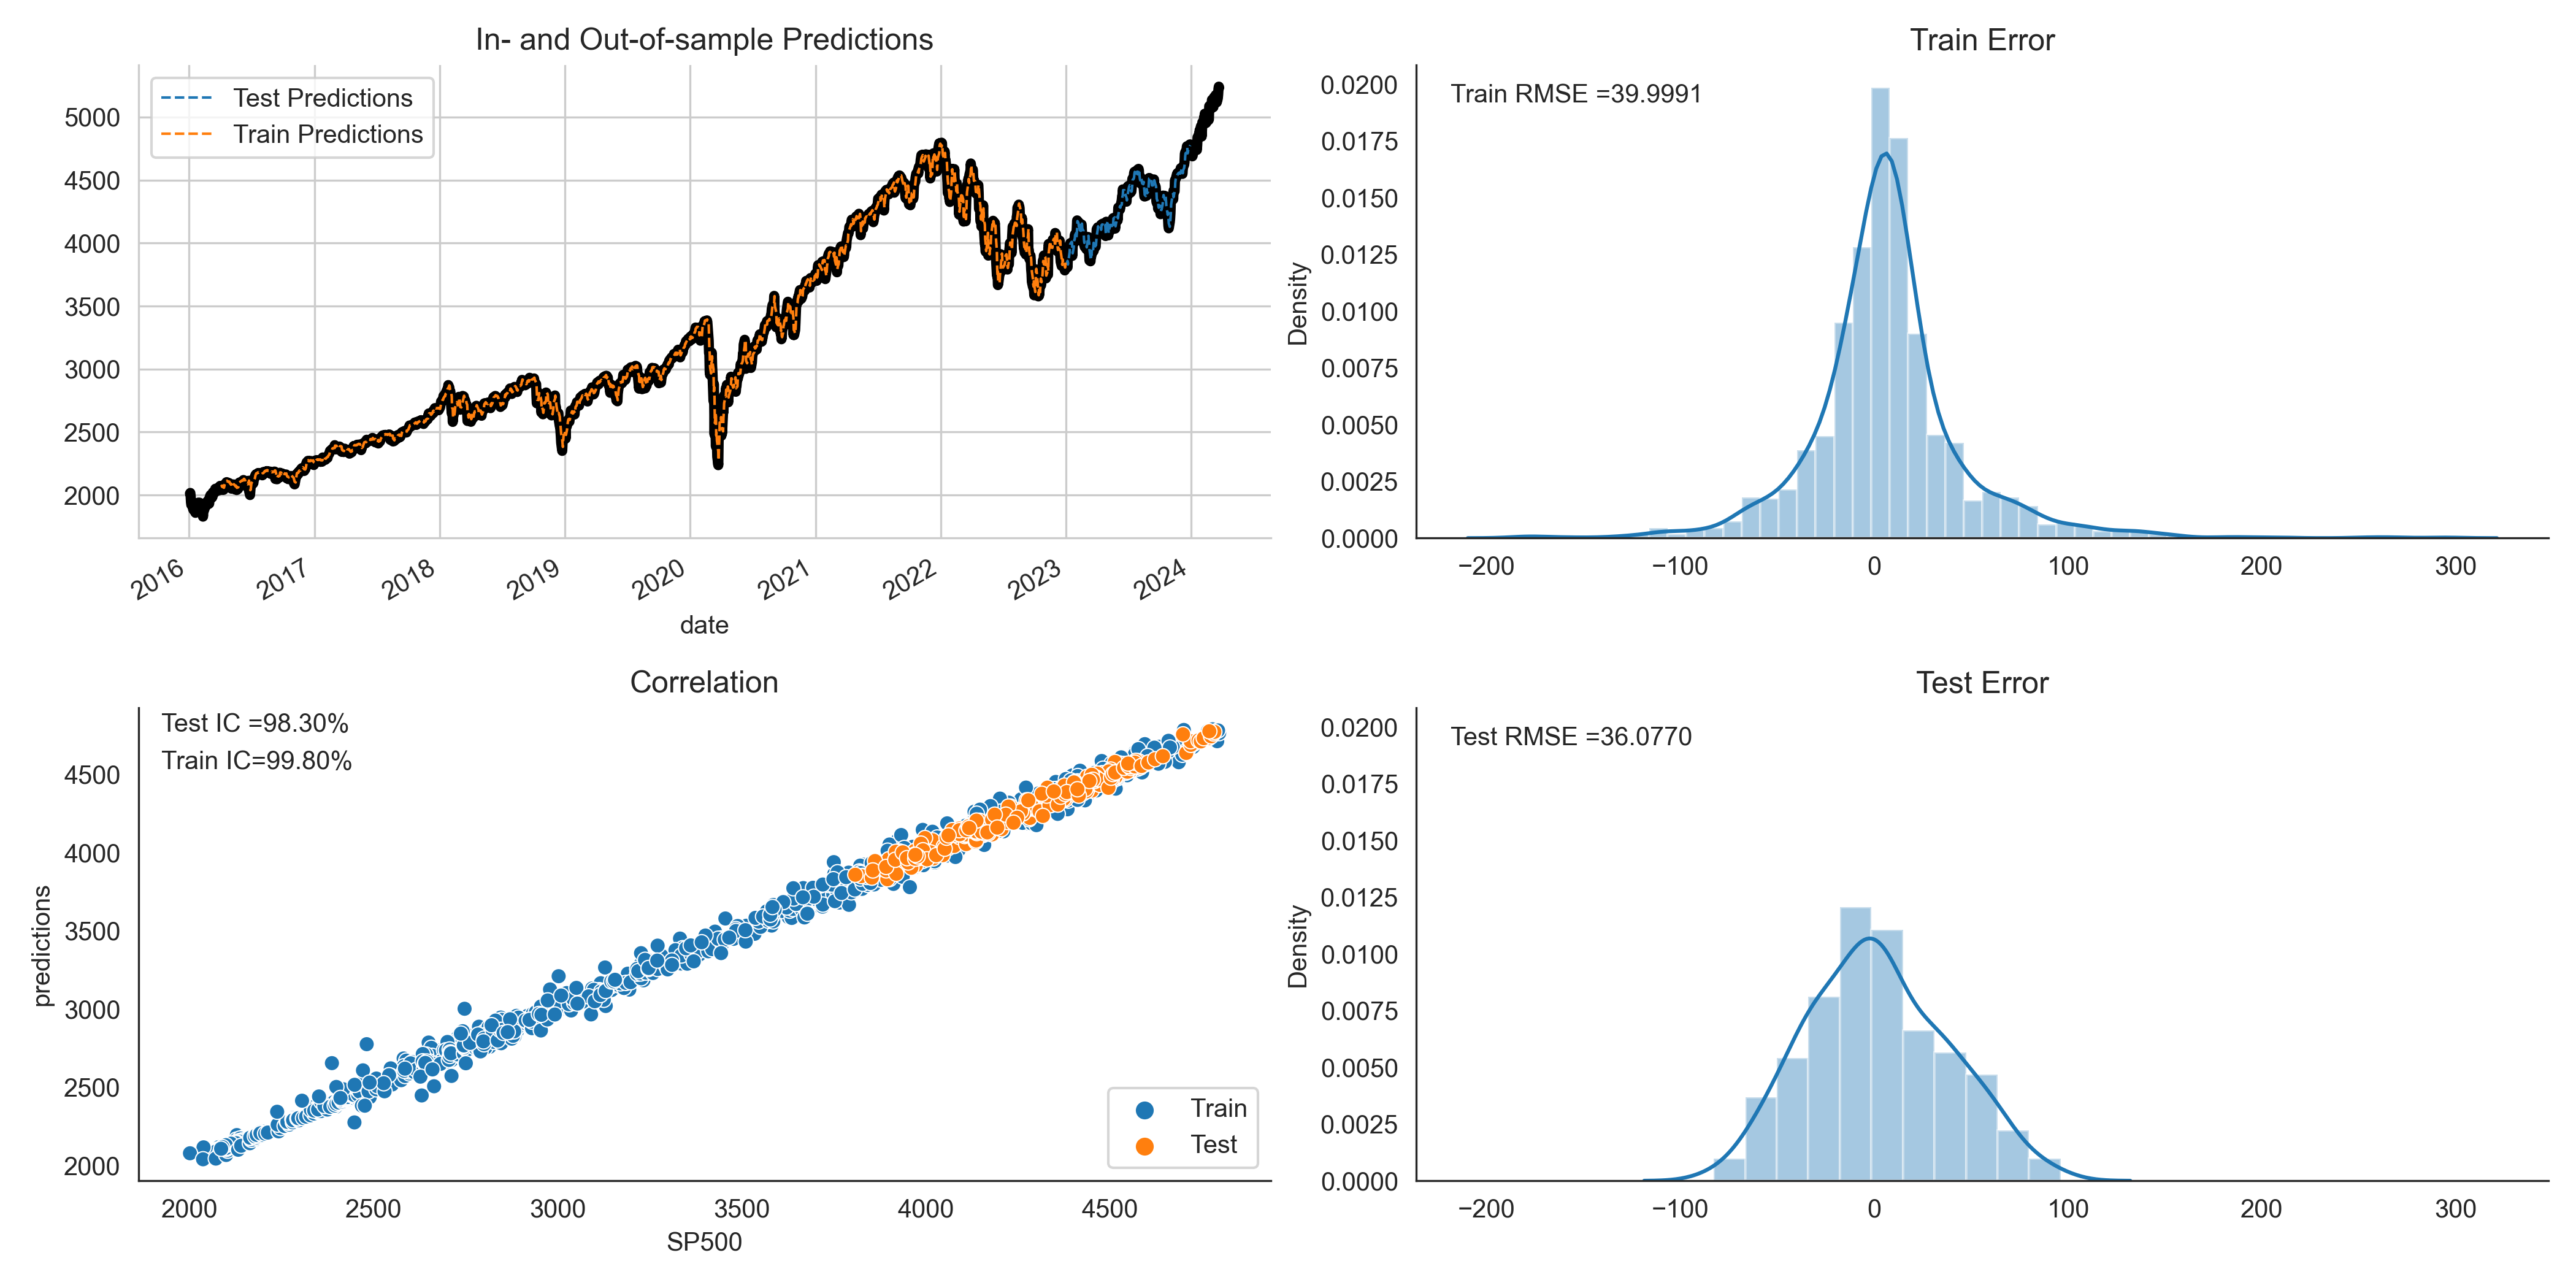 In- and Out-of-sample Predictions
Test Predictions
Train Predictions
5000
4500
4000
3500
3000
2500
2000
2016 2017 2018 2019 2020 2021 2022 2023 2024
date
Train Error
Train RMSE =39.9991
Density
0.0200
0.0175
0.0150
0.0125
0.0100
0.0075
0.0050
0.0025
0.0000
−200 −100 0 100 200 300
Correlation
Test IC =98.30%
Train IC=99.80%
predictions
4500
4000
3500
3000
2500
2000
Train
Test
2000 2500 3000 3500 4000 4500
SP500
Test Error
Test RMSE =36.0770
Density
0.0200
0.0175
0.0150
0.0125
0.0100
0.0075
0.0050
0.0025
0.0000
−200 −100 0 100 200 300